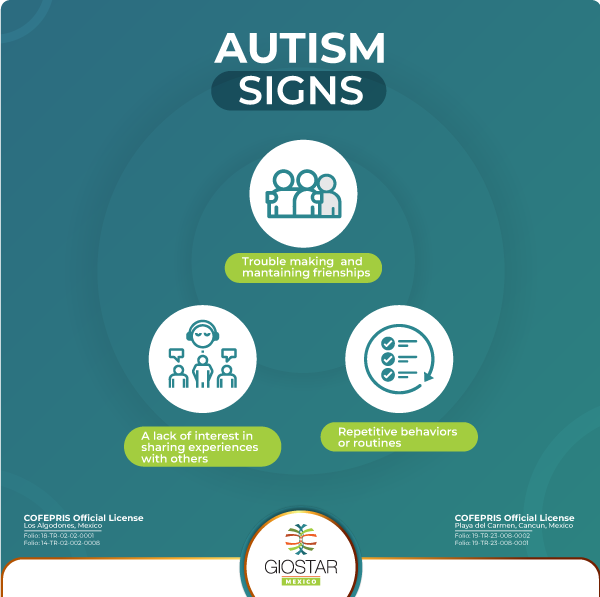 AUTISM
SIGNS
Trouble making and
mantaining frienships
A lack of interest in
sharing experiences
with others
Repetitive behaviors
or routines
COFEPRIS Official License
Los Algodones, Mexico
Folio: 18-TR-02-02-0001
Folio: 14-TR-02-002-0008
COFEPRIS Official License
Playa del Carmen, Cancun, Mexico
Folio: 19-TR-23-008-0002
Folio: 19-TR-23-008-0001
GIOSTAR
MEXICO